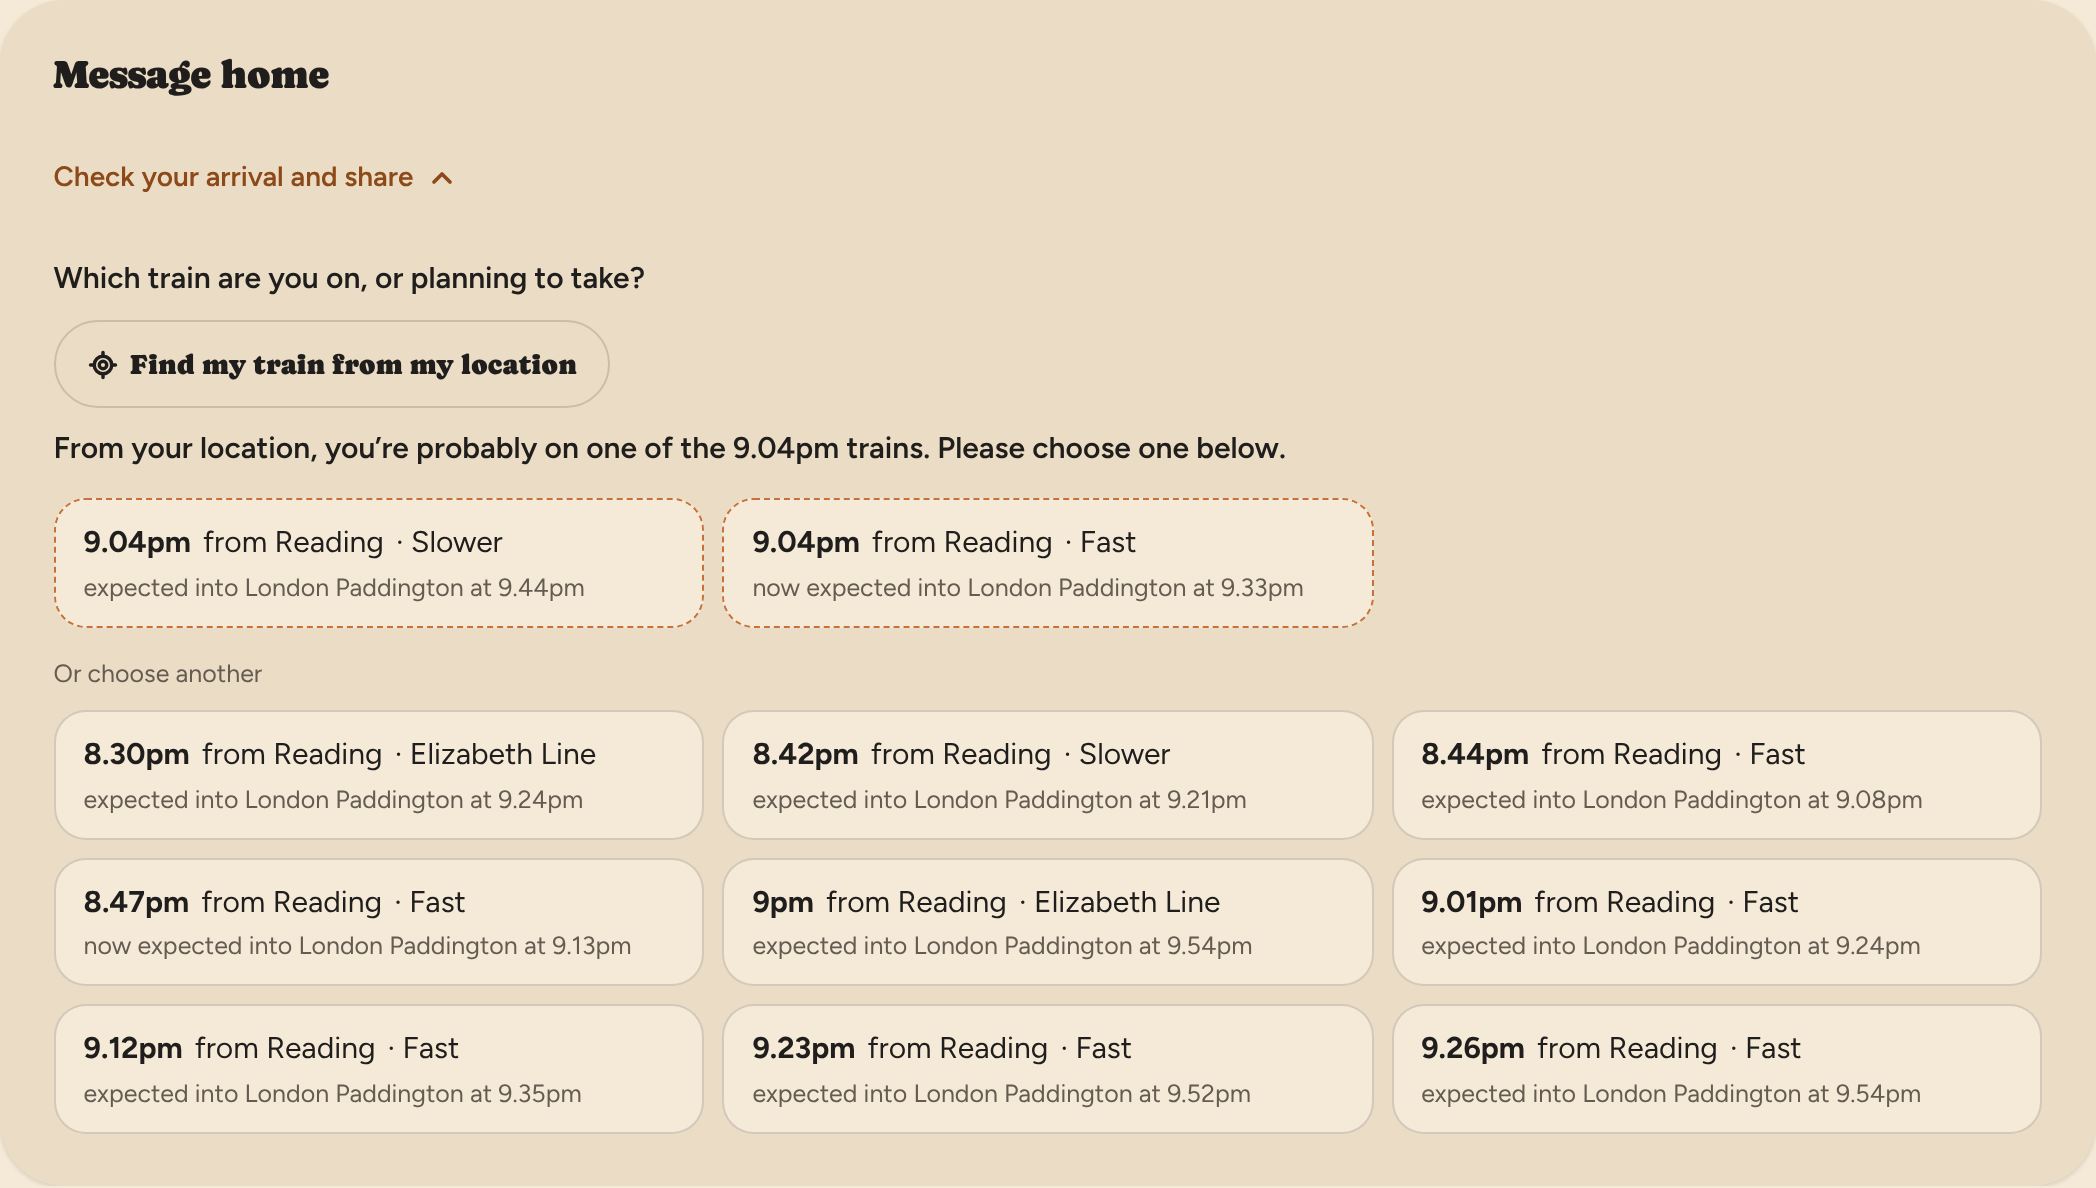 Message home
Check your arrival and share
Which train are you on, or planning to take?
Find my train from my location
From your location, you’re probably on one of the 9.04pm trains. Please choose one below.
9.04pm from Reading · Slower
expected into London Paddington at 9.44pm
9.04pm from Reading · Fast
now expected into London Paddington at 9.33pm
Or choose another
8.30pm from Reading · Elizabeth Line
expected into London Paddington at 9.24pm
8.42pm from Reading · Slower
expected into London Paddington at 9.21pm
8.44pm from Reading · Fast
expected into London Paddington at 9.08pm
8.47pm from Reading · Fast
now expected into London Paddington at 9.13pm
9pm from Reading · Elizabeth Line
expected into London Paddington at 9.54pm
9.01pm from Reading · Fast
expected into London Paddington at 9.24pm
9.12pm from Reading · Fast
expected into London Paddington at 9.35pm
9.23pm from Reading · Fast
expected into London Paddington at 9.52pm
9.26pm from Reading · Fast
expected into London Paddington at 9.54pm